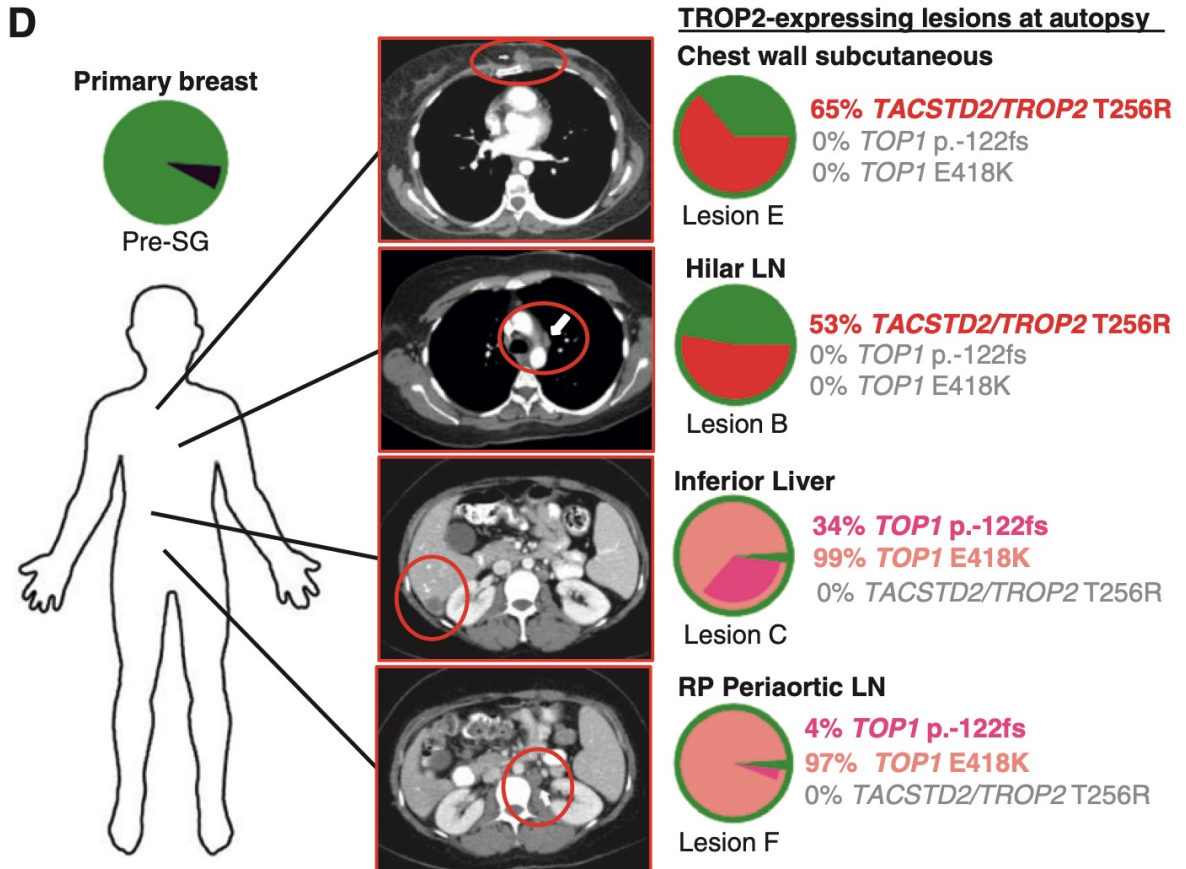 D
TROP2-expressing lesions at autopsy
Primary breast
Pre-SG
Chest wall subcutaneous
65% TACSTD2/TROP2 T256R
0% TOP1 p.-122fs
0% TOP1 E418K
Lesion E
Hilar LN
53% TACSTD2/TROP2 T256R
0% TOP1 p.-122fs
0% TOP1 E418K
Lesion B
Inferior Liver
34% TOP1 p.-122fs
99% TOP1 E418K
0% TACSTD2/TROP2 T256R
Lesion C
RP Periaortic LN
4% TOP1 p.-122fs
97% TOP1 E418K
0% TACSTD2/TROP2 T256R
Lesion F